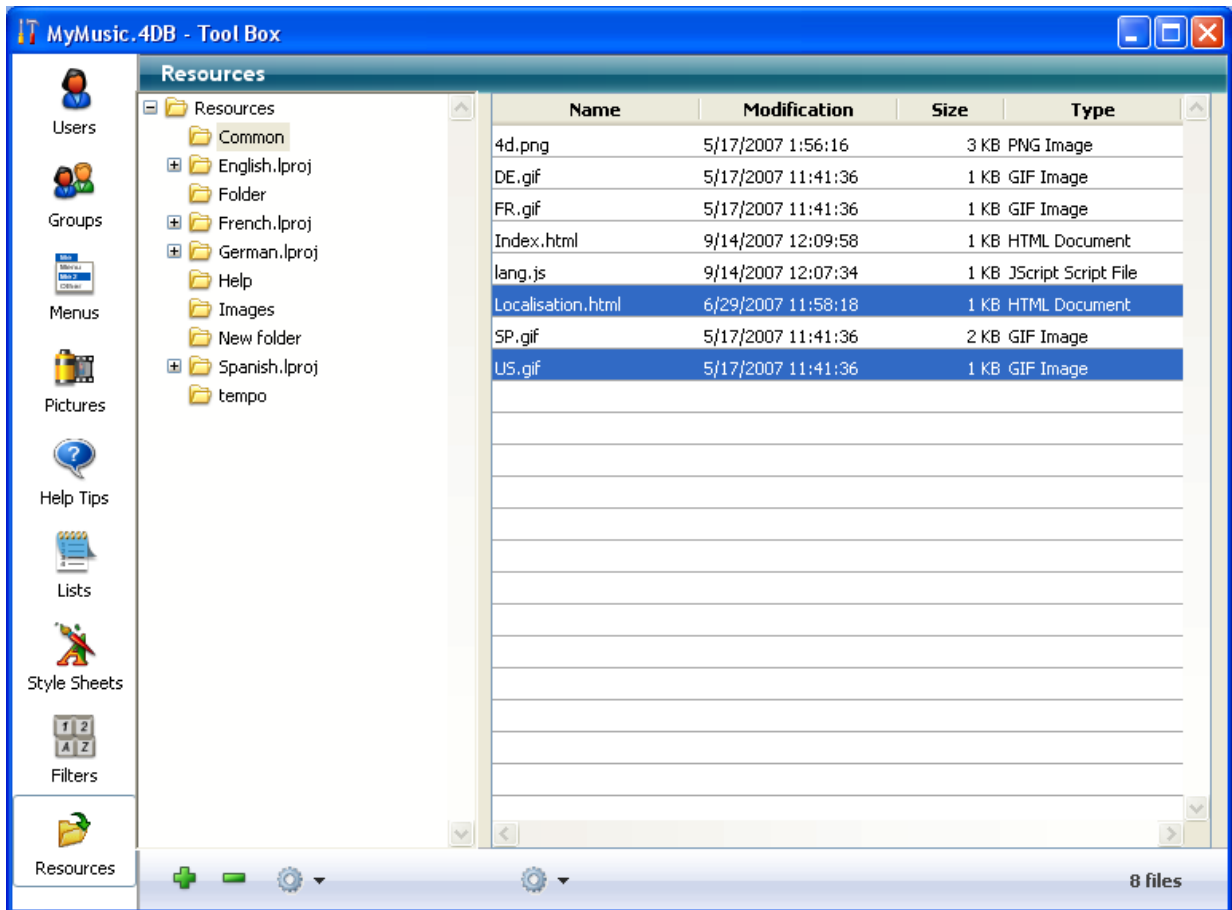 MyMusic.4DB - Tool Box
Resources
Users
Groups
Menus
Pictures
Help Tips
Lists
Style Sheets
Filters
Resources
Resources
Common
English.lproj
Folder
French.lproj
German.lproj
Help
Images
New folder
Spanish.lproj
tempo
Name Modification Size Type
4d.png 5/17/2007 1:56:16 3 KB PNG Image
DE.gif 5/17/2007 11:41:36 1 KB GIF Image
FR.gif 5/17/2007 11:41:36 1 KB GIF Image
Index.html 9/14/2007 12:09:58 1 KB HTML Document
lang.js 9/14/2007 12:07:34 1 KB JScript Script File
Localisation.html 6/29/2007 11:58:18 1 KB HTML Document
SP.gif 5/17/2007 11:41:36 2 KB GIF Image
US.gif 5/17/2007 11:41:36 1 KB GIF Image
8 files